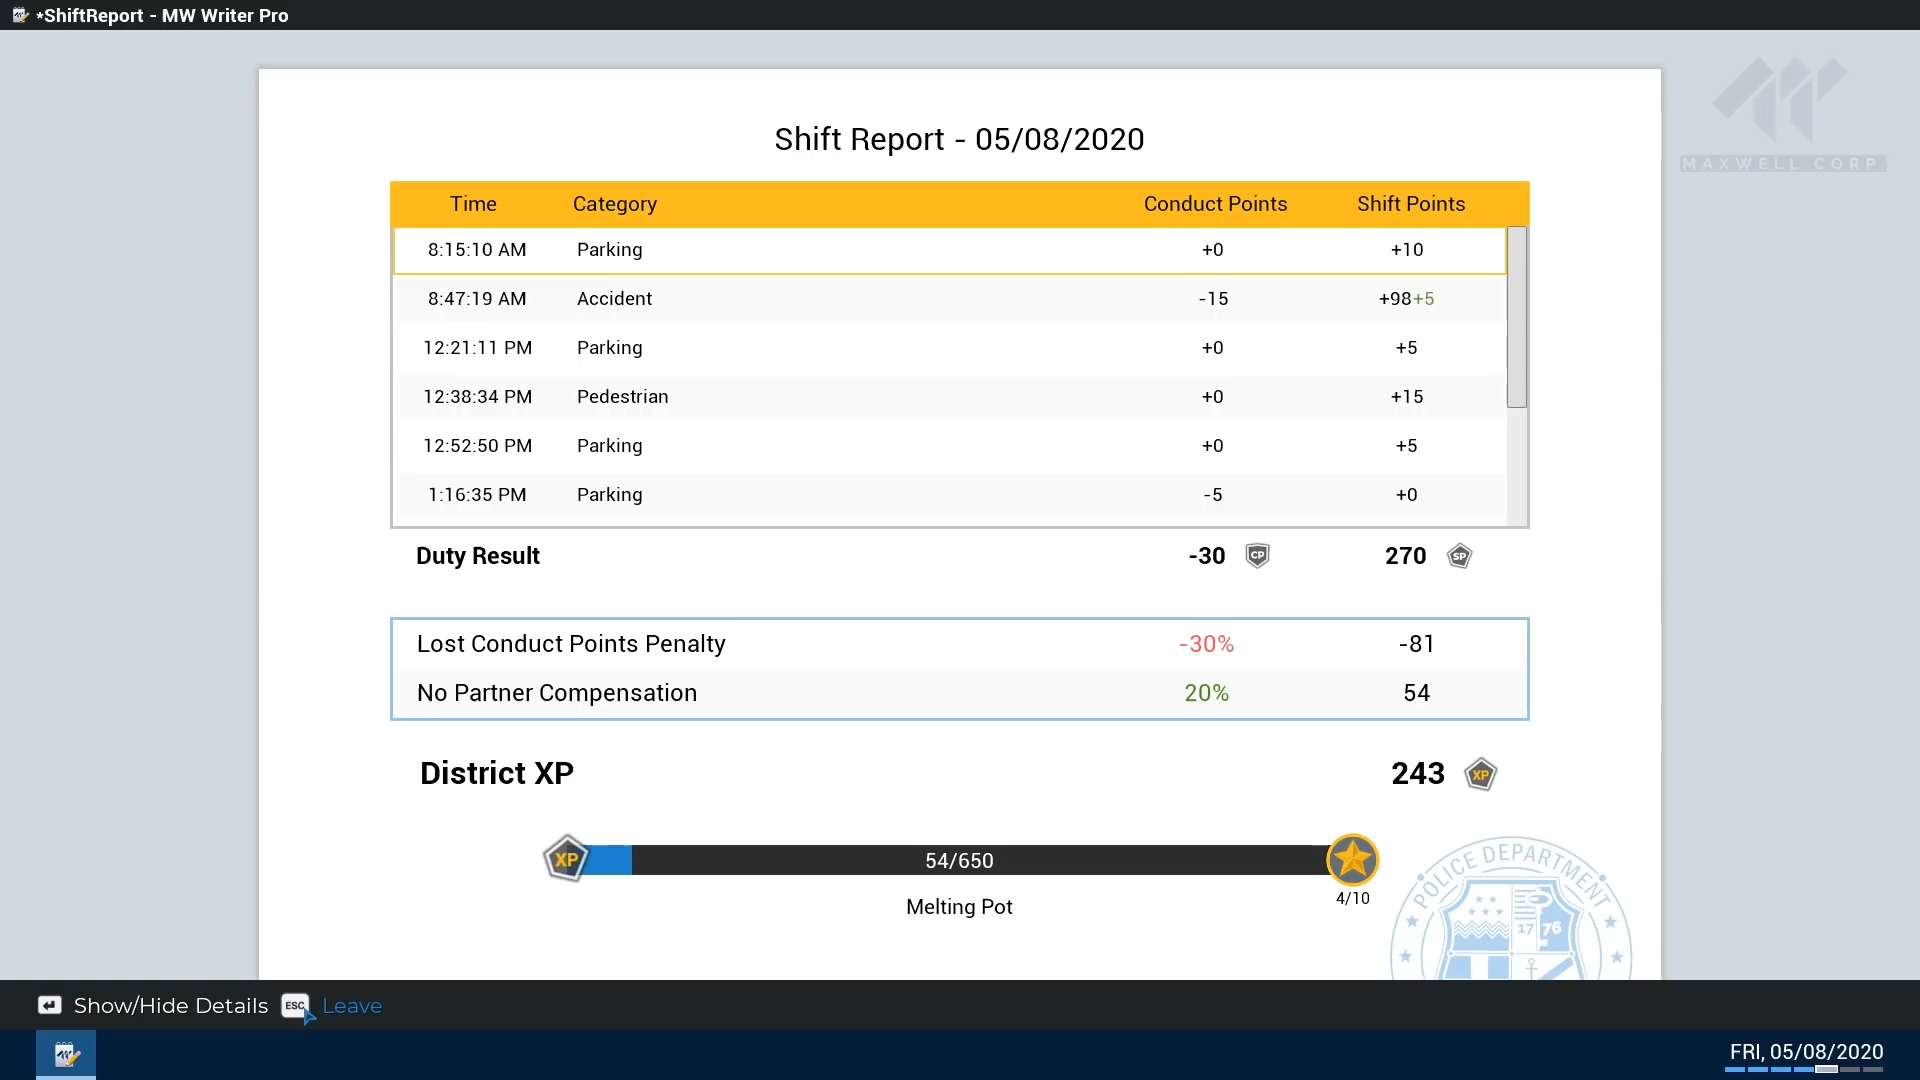 *ShiftReport - MW Writer Pro
MAXWELL CORP.
Shift Report - 05/08/2020
Time Category Conduct Points Shift Points
8:15:10 AM Parking +0 +10
8:47:19 AM Accident -15 +98+5
12:21:11 PM Parking +0 +5
12:38:34 PM Pedestrian +0 +15
12:52:50 PM Parking +0 +5
1:16:35 PM Parking -5 +0
Duty Result -30 CP 270 SP
Lost Conduct Points Penalty -30% -81
No Partner Compensation 20% 54
District XP 243 XP
XP 54/650
4/10
Melting Pot
POLICE DEPARTMENT
17 76
Show/Hide Details ESC Leave
FRI, 05/08/2020